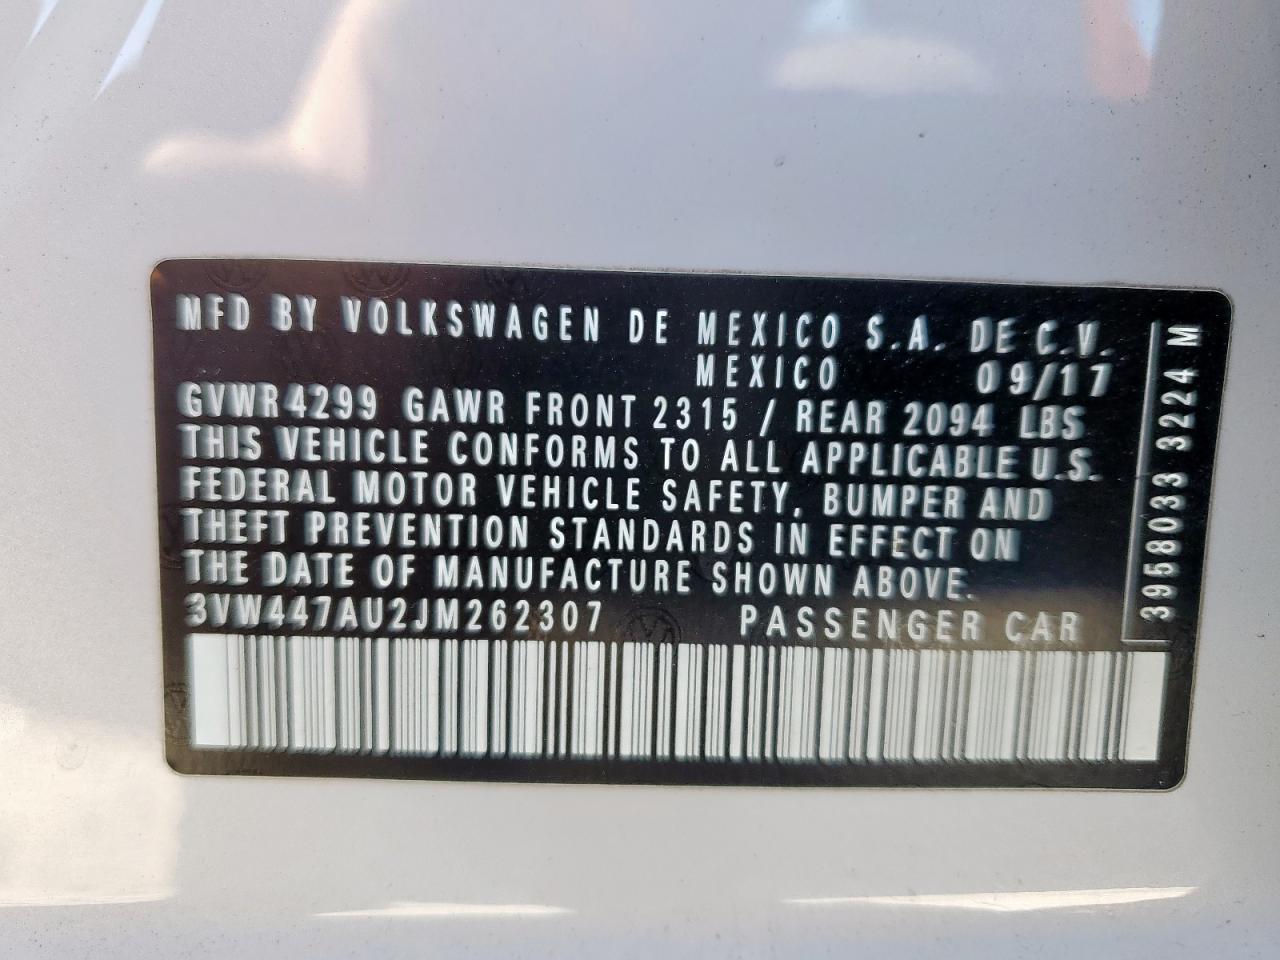 MFD BY VOLKSWAGEN DE MEXICO S.A. DE C.V.
MEXICO 09/17
GVWR4299 GAWR FRONT 2315 / REAR 2094 LBS
THIS VEHICLE CONFORMS TO ALL APPLICABLE U.S.
FEDERAL MOTOR VEHICLE SAFETY, BUMPER AND
THEFT PREVENTION STANDARDS IN EFFECT ON
THE DATE OF MANUFACTURE SHOWN ABOVE.
3VW447AU2JM262307 PASSENGER CAR
3958033 3224 M